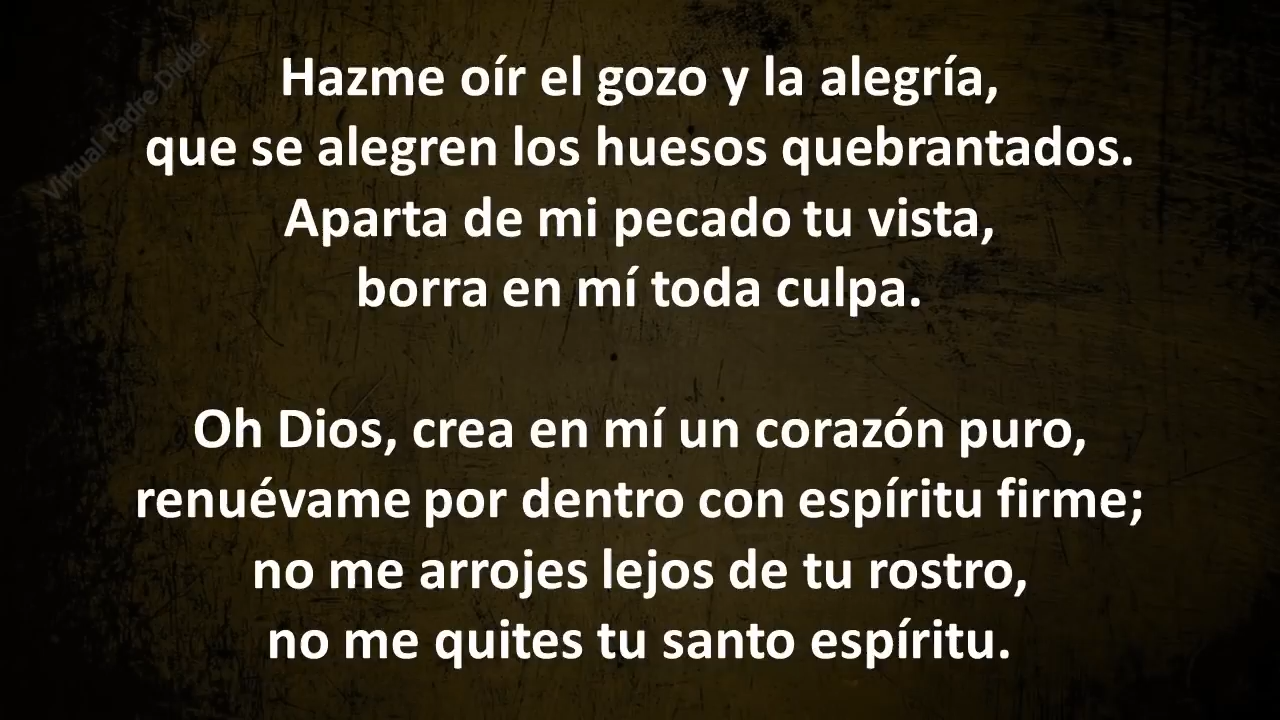 Virtual Padre Didier
Hazme oír el gozo y la alegría,
que se alegren los huesos quebrantados.
Aparta de mi pecado tu vista,
borra en mí toda culpa.
Oh Dios, crea en mí un corazón puro,
renuévame por dentro con espíritu firme;
no me arrojes lejos de tu rostro,
no me quites tu santo espíritu.